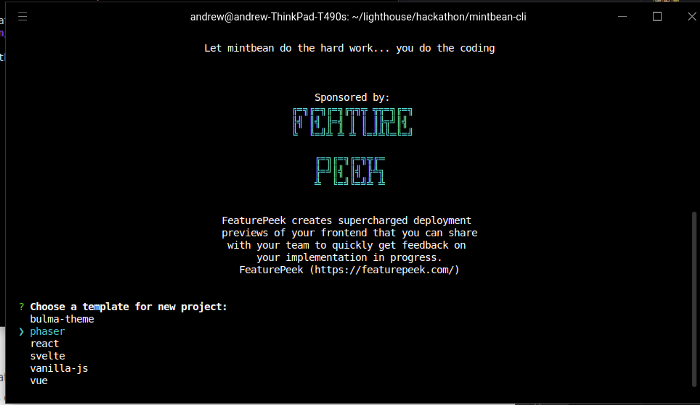 andrew@andrew-ThinkPad-T490s: ~/lighthouse/hackathon/mintbean-cli
Let mintbean do the hard work... you do the coding
Sponsored by:
FEATURE
PEEK
FeaturePeek creates supercharged deployment
previews of your frontend that you can share
with your team to quickly get feedback on
your implementation in progress.
FeaturePeek (https://featurepeek.com/)
? Choose a template for new project:
bulma-theme
❯ phaser
react
svelte
vanilla-js
vue